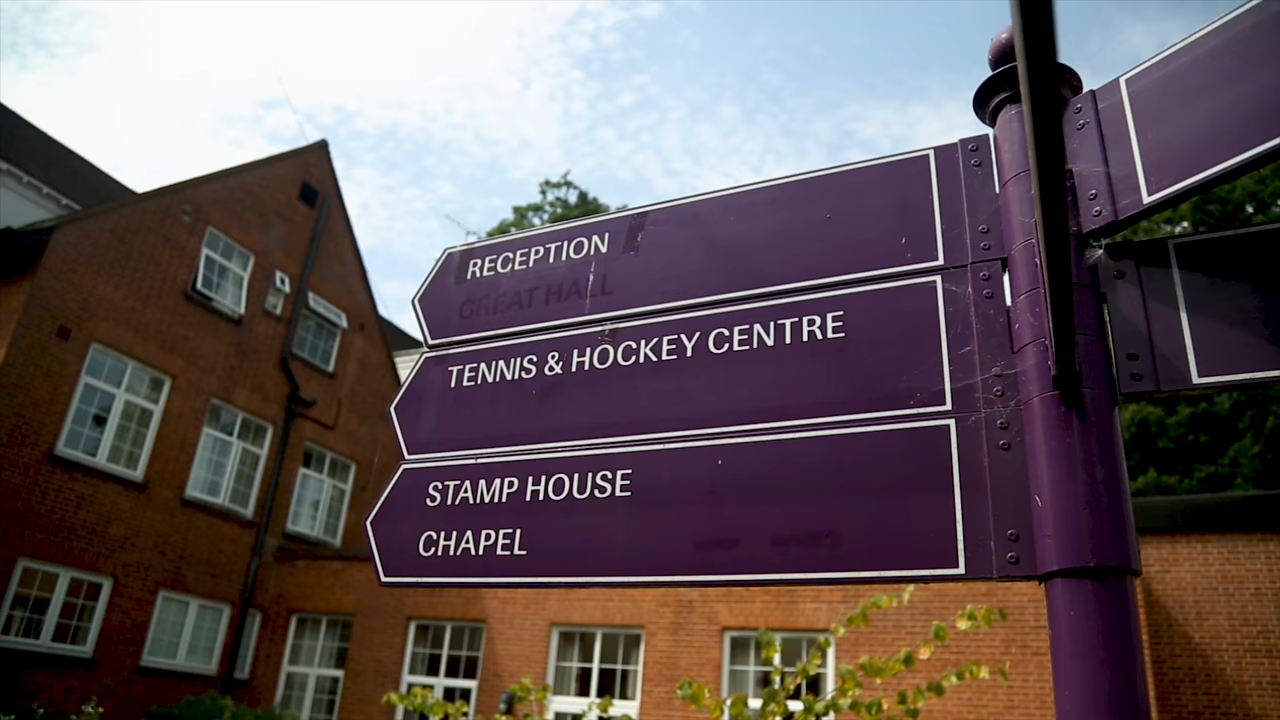 RECEPTION
GREAT HALL
TENNIS & HOCKEY CENTRE
STAMP HOUSE
CHAPEL